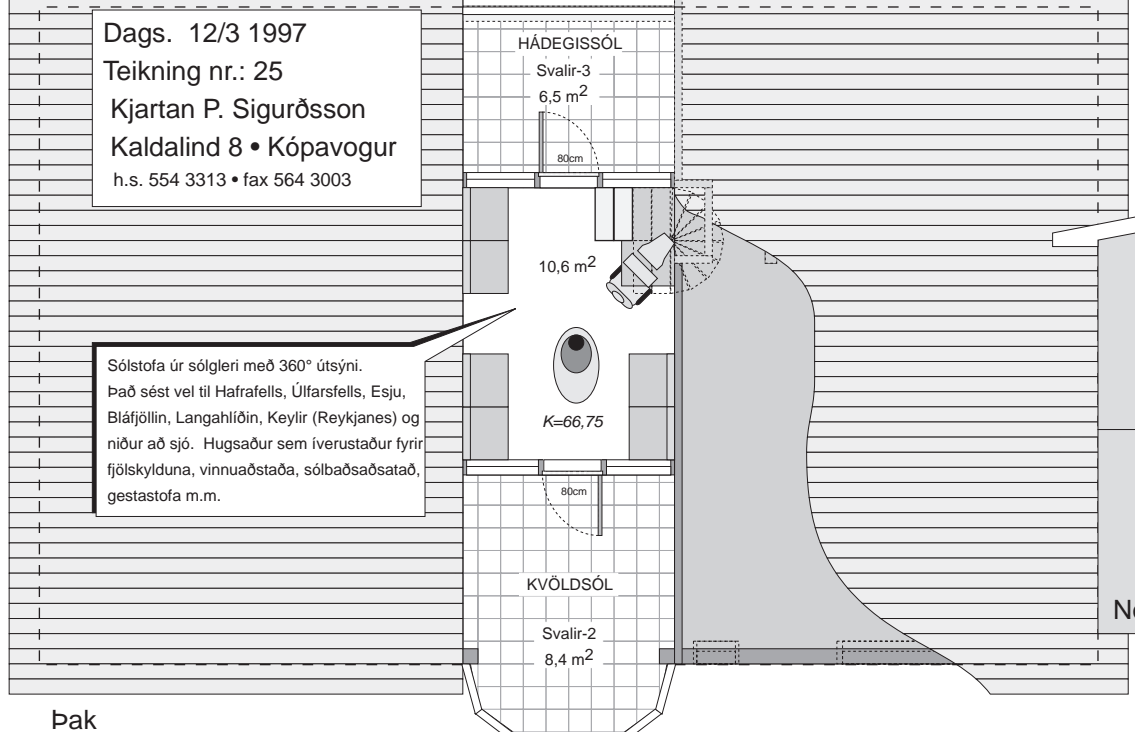 Dags. 12/3 1997
Teikning nr.: 25
Kjartan P. Sigurðsson
Kaldalind 8 • Kópavogur
h.s. 554 3313 • fax 564 3003
HÁDEGISSÓL
Svalir-3
6,5 m²
80cm
10,6 m²
Sólstofa úr sólgleri með 360° útsýni.
Það sést vel til Hafrafells, Úlfarsfells, Esju,
Bláfjöllin, Langahlíðin, Keylir (Reykjanes) og
niður að sjó. Hugsaður sem íverustaður fyrir
fjölskylduna, vinnuaðstaða, sólbaðsaðsatað,
gestastofa m.m.
K=66,75
80cm
KVÖLDSÓL
Svalir-2
8,4 m²
Þak